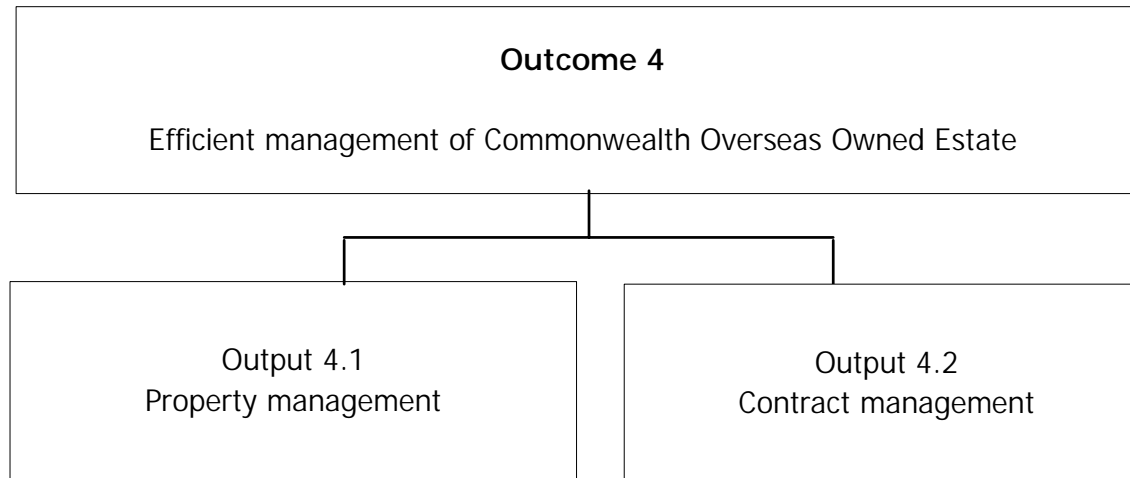 Outcome 4
Efficient management of Commonwealth Overseas Owned Estate
Output 4.1
Property management
Output 4.2
Contract management